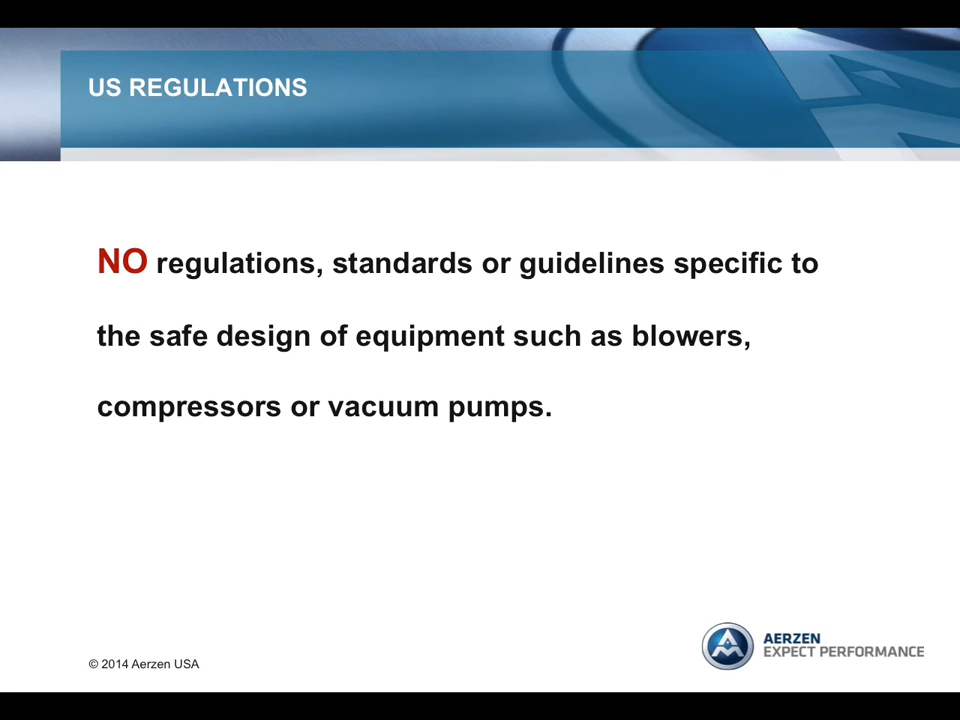 US REGULATIONS
NO regulations, standards or guidelines specific to
the safe design of equipment such as blowers,
compressors or vacuum pumps.
© 2014 Aerzen USA
AERZEN
EXPECT PERFORMANCE